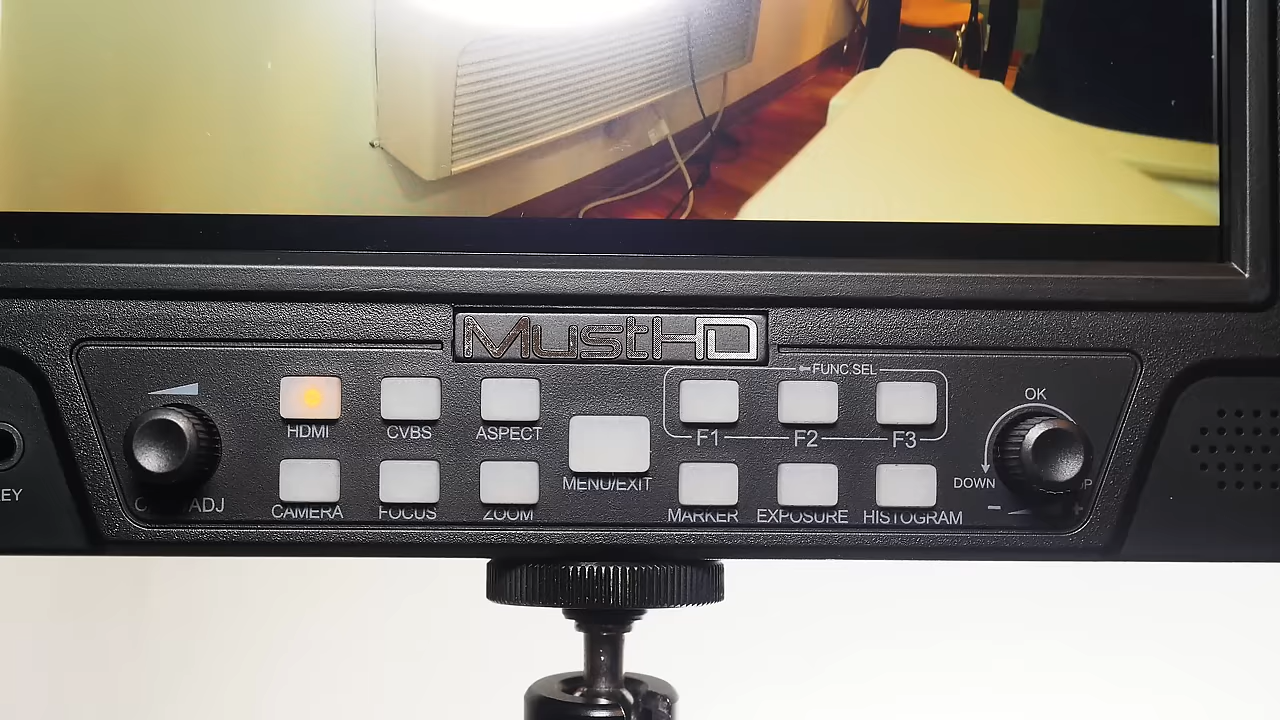 MustHD
FUNC.SEL
OK
HDMI
CVBS
ASPECT
F1
F2
F3
MENU/EXIT
DOWN
CAMERA
FOCUS
ZOOM
MARKER
EXPOSURE
HISTOGRAM
- +